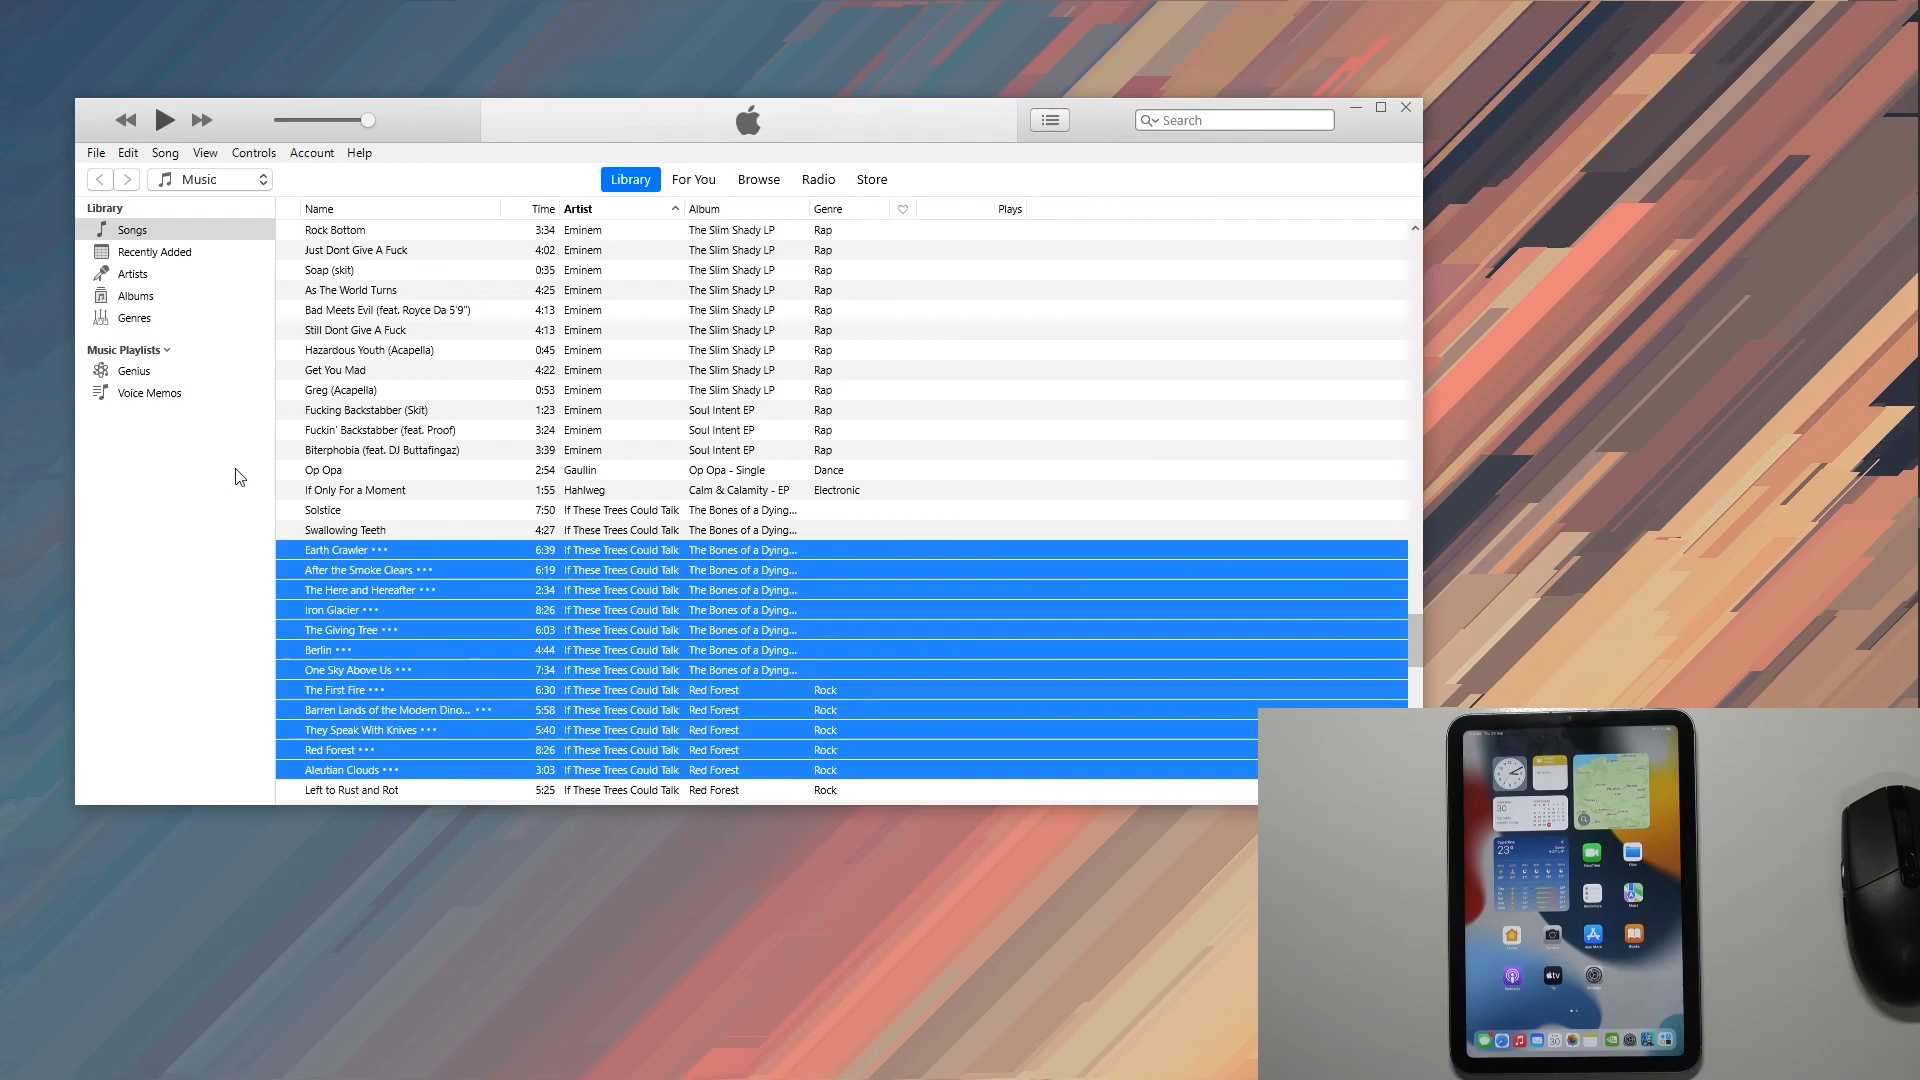 Search
File Edit Song View Controls Account Help
Music
Library For You Browse Radio Store
Library
Songs
Recently Added
Artists
Albums
Genres
Music Playlists
Genius
Voice Memos
Name Time Artist Album Genre Plays
Rock Bottom 3:34 Eminem The Slim Shady LP Rap
Just Dont Give A Fuck 4:02 Eminem The Slim Shady LP Rap
Soap (skit) 0:35 Eminem The Slim Shady LP Rap
As The World Turns 4:25 Eminem The Slim Shady LP Rap
Bad Meets Evil (feat. Royce Da 5'9") 4:13 Eminem The Slim Shady LP Rap
Still Dont Give A Fuck 4:13 Eminem The Slim Shady LP Rap
Hazardous Youth (Acapella) 0:45 Eminem The Slim Shady LP Rap
Get You Mad 4:22 Eminem The Slim Shady LP Rap
Greg (Acapella) 0:53 Eminem The Slim Shady LP Rap
Fucking Backstabber (Skit) 1:23 Eminem Soul Intent EP Rap
Fuckin' Backstabber (feat. Proof) 3:24 Eminem Soul Intent EP Rap
Biterphobia (feat. DJ Buttafingaz) 3:39 Eminem Soul Intent EP Rap
Op Opa 2:54 Gaullin Op Opa - Single Dance
If Only For a Moment 1:55 Hahlweg Calm & Calamity - EP Electronic
Solstice 7:50 If These Trees Could Talk The Bones of a Dying...
Swallowing Teeth 4:27 If These Trees Could Talk The Bones of a Dying...
Earth Crawler ••• 6:39 If These Trees Could Talk The Bones of a Dying...
After the Smoke Clears ••• 6:19 If These Trees Could Talk The Bones of a Dying...
The Here and Hereafter ••• 2:34 If These Trees Could Talk The Bones of a Dying...
Iron Glacier ••• 8:26 If These Trees Could Talk The Bones of a Dying...
The Giving Tree ••• 6:03 If These Trees Could Talk The Bones of a Dying...
Berlin ••• 4:44 If These Trees Could Talk The Bones of a Dying...
One Sky Above Us ••• 7:34 If These Trees Could Talk The Bones of a Dying...
The First Fire ••• 6:30 If These Trees Could Talk Red Forest Rock
Barren Lands of the Modern Dino... ••• 5:58 If These Trees Could Talk Red Forest Rock
They Speak With Knives ••• 5:40 If These Trees Could Talk Red Forest Rock
Red Forest ••• 8:26 If These Trees Could Talk Red Forest Rock
Aleutian Clouds ••• 3:03 If These Trees Could Talk Red Forest Rock
Left to Rust and Rot 5:25 If These Trees Could Talk Red Forest Rock
30
23°
FaceTime Files
Reminders Maps
Home Camera App Store Books
Podcasts TV Settings
tv
30